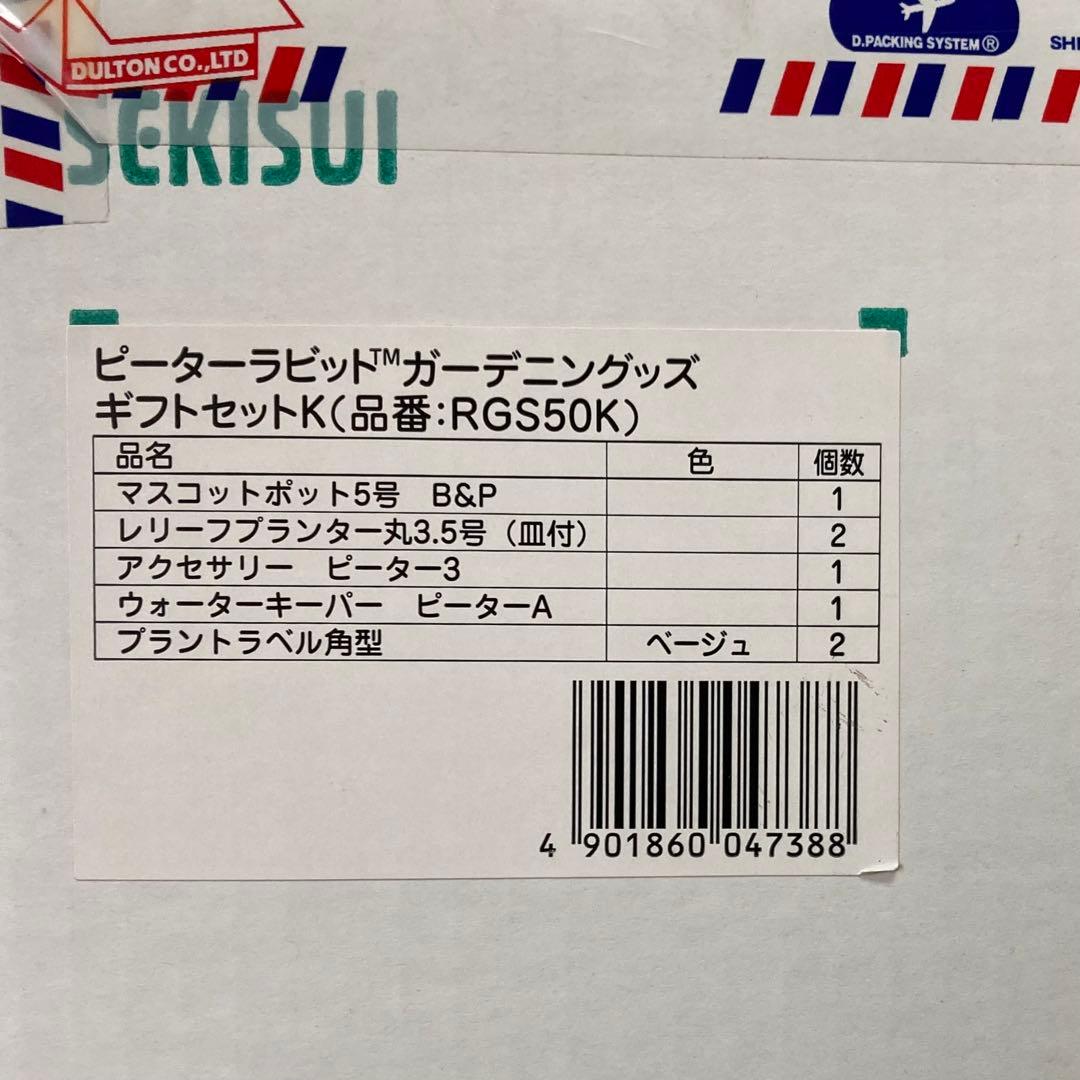 DULTON CO.,LTD
D.PACKING SYSTEM®
SEKISUI
ピーターラビット™ガーデニングッズ
ギフトセットK(品番:RGS50K)
品名 色 個数
マスコットポット5号 B&P 1
レリーフプランター丸3.5号(皿付) 2
アクセサリー ピーター3 1
ウォーターキーパー ピーターA 1
プラントラベル角型 ベージュ 2
4 901860 047388